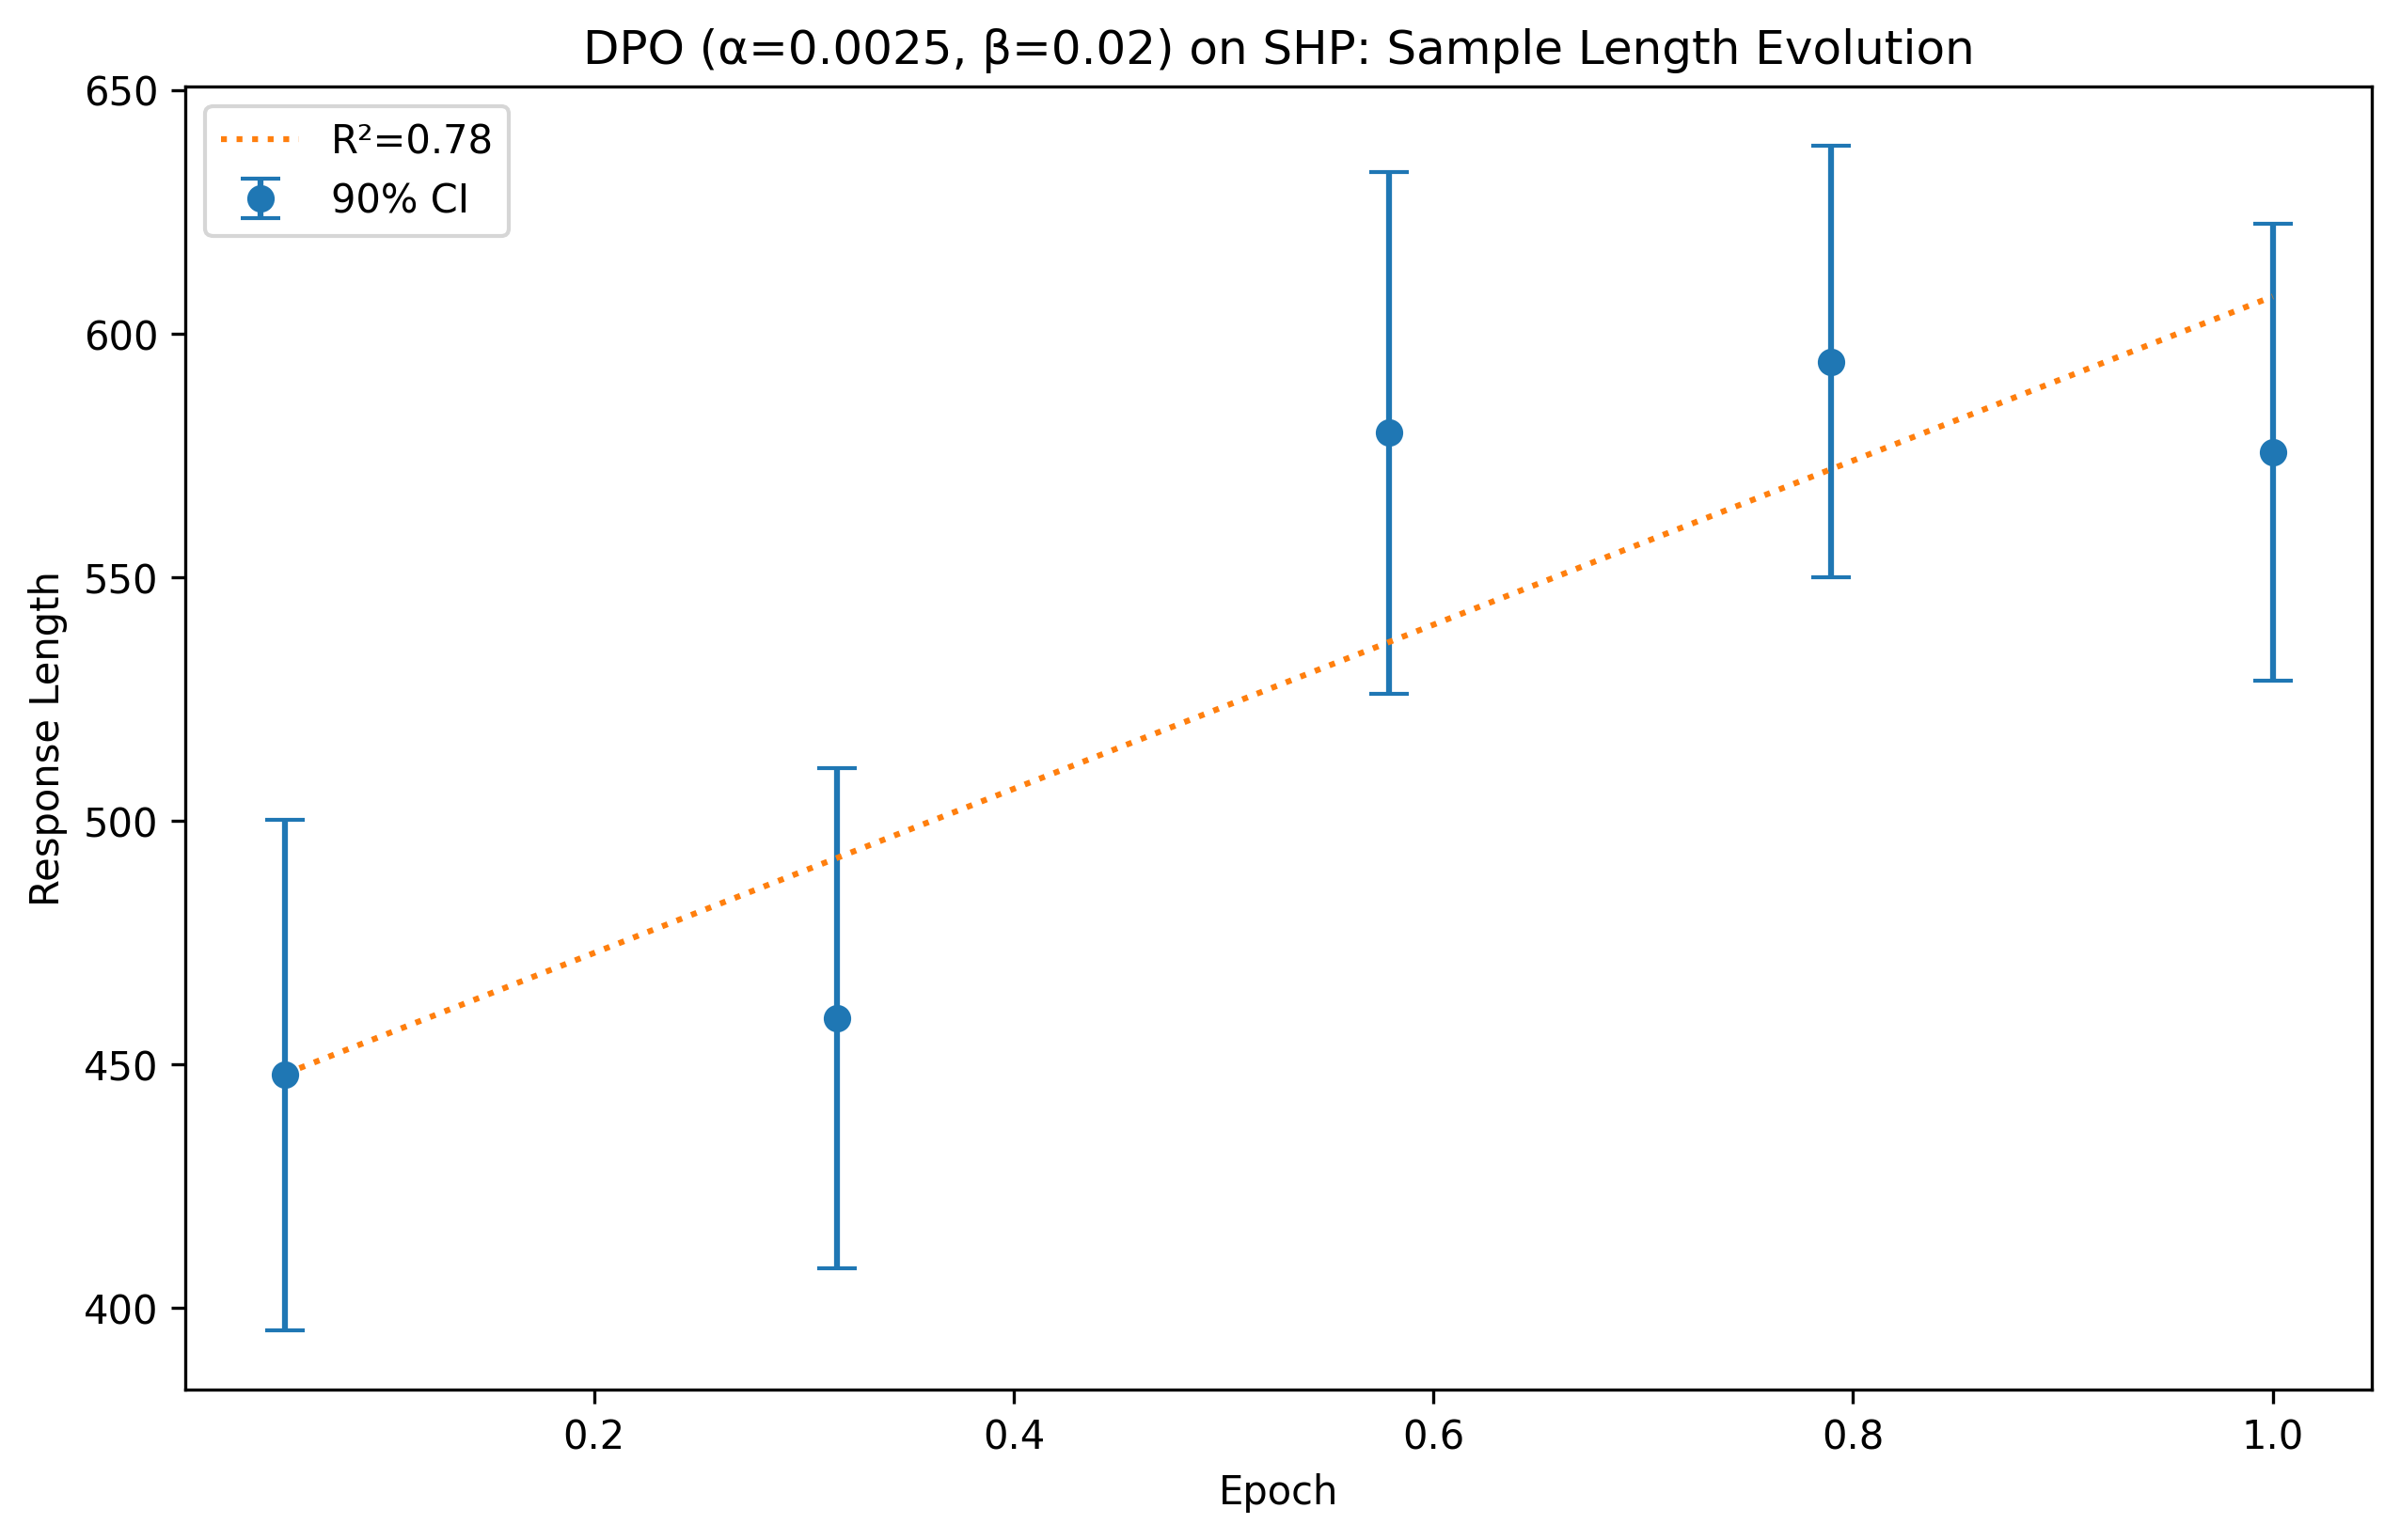 DPO (α=0.0025, β=0.02) on SHP: Sample Length Evolution
R²=0.78
90% CI
Response Length
650
600
550
500
450
400
0.2
0.4
0.6
0.8
1.0
Epoch